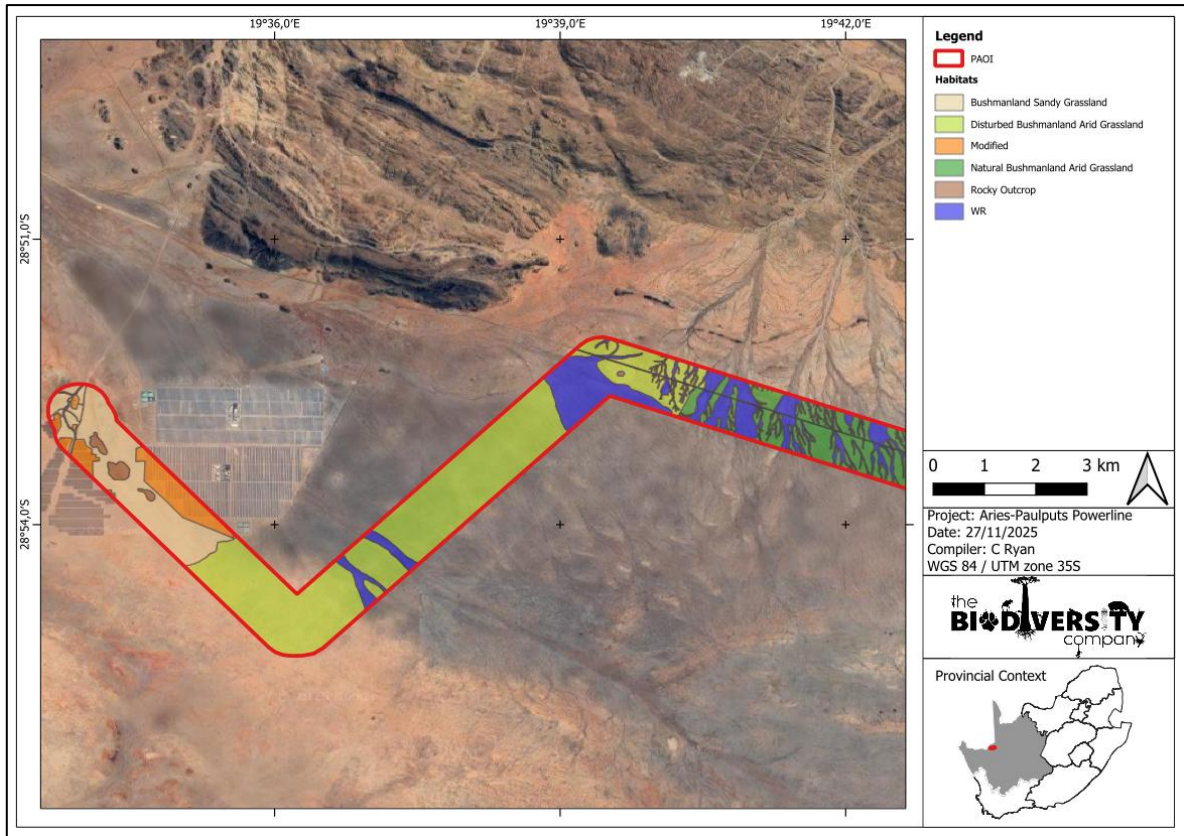 19°36,0'E
19°39,0'E
19°42,0'E
28°51,0'S
28°54,0'S
Legend
PAOI
Habitats
Bushmanland Sandy Grassland
Disturbed Bushmanland Arid Grassland
Modified
Natural Bushmanland Arid Grassland
Rocky Outcrop
WR
0 1 2 3 km
Project: Aries-Paulputs Powerline
Date: 27/11/2025
Compiler: C Ryan
WGS 84 / UTM zone 35S
the
BIODIVERSITY
company
Provincial Context